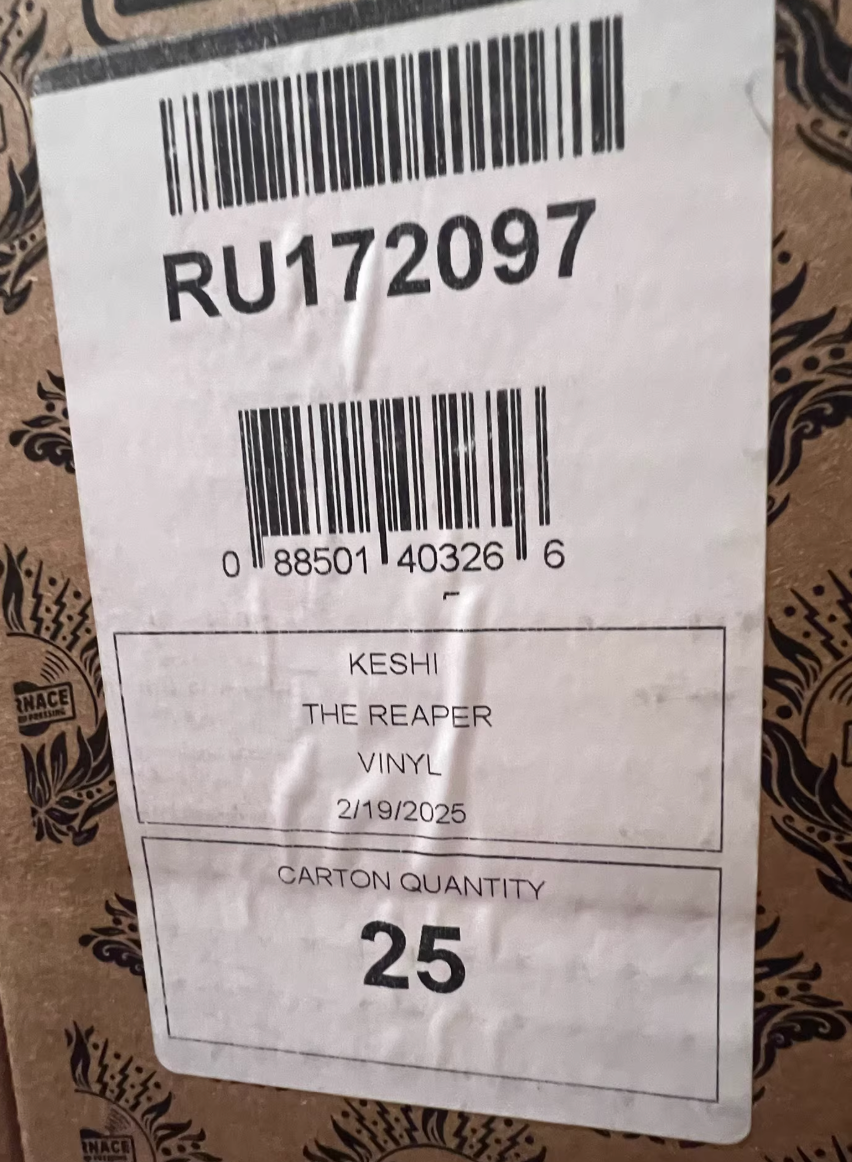 RU172097
0 88501 40326 6
KESHI
THE REAPER
VINYL
2/19/2025
CARTON QUANTITY
25